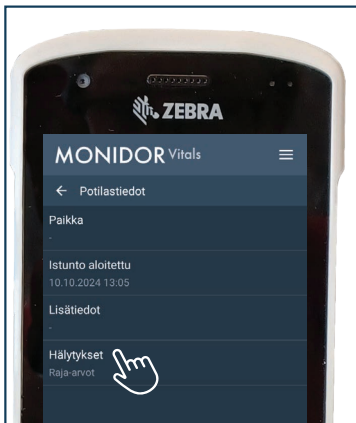 ZEBRA
MONIDOR Vitals
Potilastiedot
Paikka
-
Istunto aloitettu
10.10.2024 13:05
Lisätiedot
-
Hälytykset
Raja-arvot